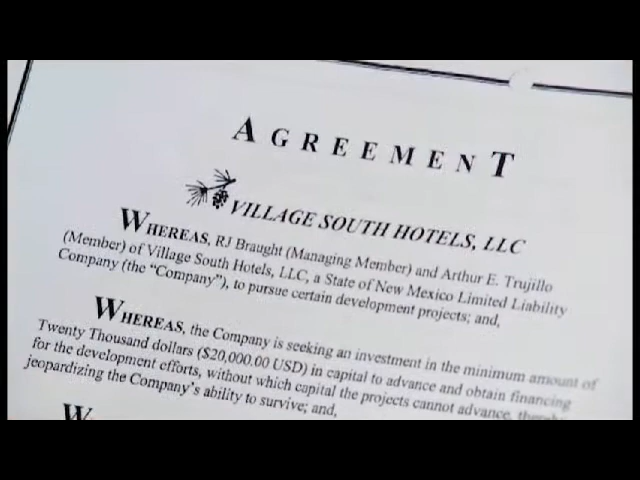 AGREEMENT
VILLAGE SOUTH HOTELS, LLC
WHEREAS, RJ Braught (Managing Member) and Arthur E. Trujillo
(Member) of Village South Hotels, LLC, a State of New Mexico Limited Liability
Company (the “Company”), to pursue certain development projects; and,
WHEREAS, the Company is seeking an investment in the minimum amount of
Twenty Thousand dollars ($20,000.00 USD) in capital to advance and obtain financing
for the development efforts, without which capital the projects cannot advance,
jeopardizing the Company’s ability to survive; and,